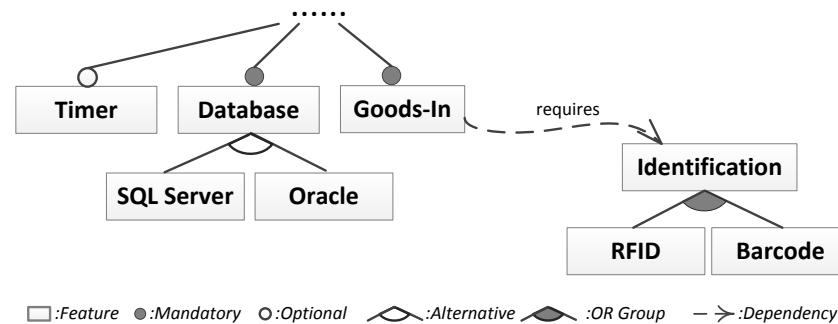 ......
Timer
Database
Goods-In
requires
Identification
SQL Server
Oracle
RFID
Barcode
:Feature :Mandatory :Optional :Alternative :OR Group :Dependency